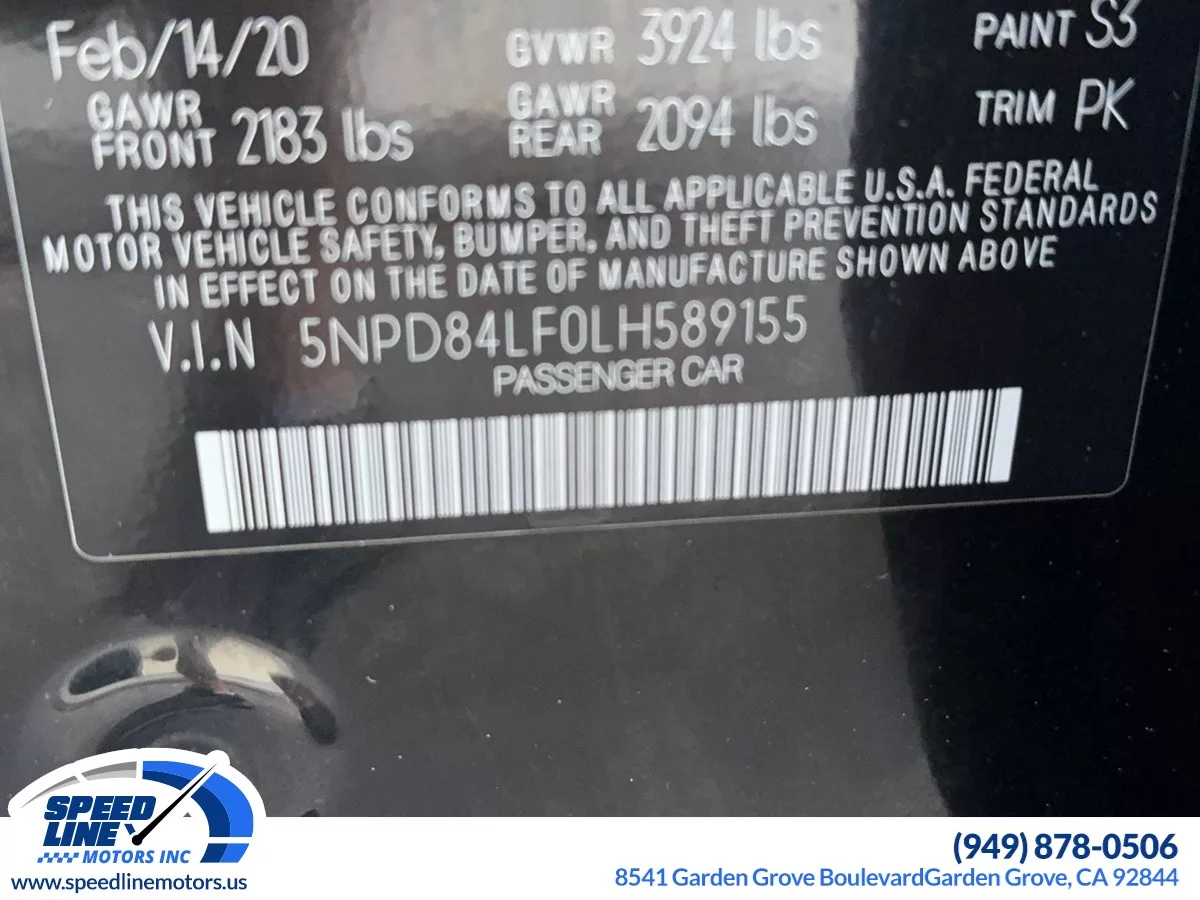 Feb/14/20 GVWR 3924 lbs PAINT S3
GAWR FRONT 2183 lbs GAWR REAR 2094 lbs TRIM PK
THIS VEHICLE CONFORMS TO ALL APPLICABLE U.S.A. FEDERAL
MOTOR VEHICLE SAFETY, BUMPER, AND THEFT PREVENTION STANDARDS
IN EFFECT ON THE DATE OF MANUFACTURE SHOWN ABOVE
V.I.N 5NPD84LF0LH589155
PASSENGER CAR
SPEED
LINE
MOTORS INC
www.speedlinemotors.us
(949) 878-0506
8541 Garden Grove BoulevardGarden Grove, CA 92844